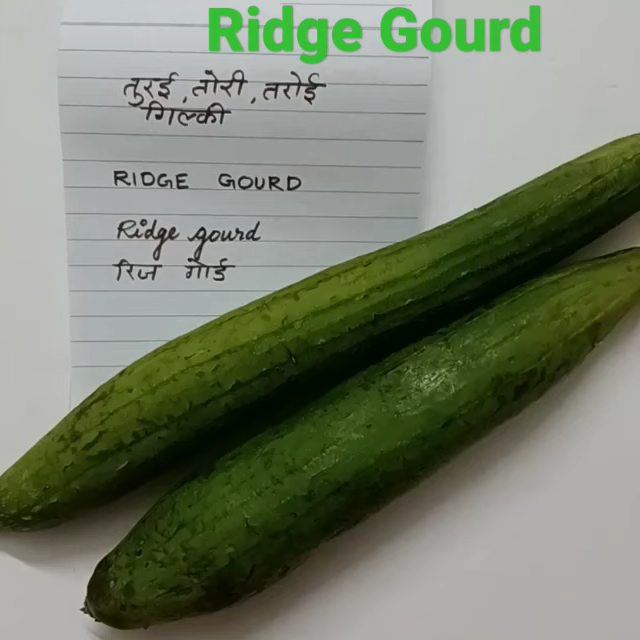 Ridge Gourd
तुरई, तोरी, तरोई
गिल्की
RIDGE GOURD
Ridge gourd
रिज गोर्ड